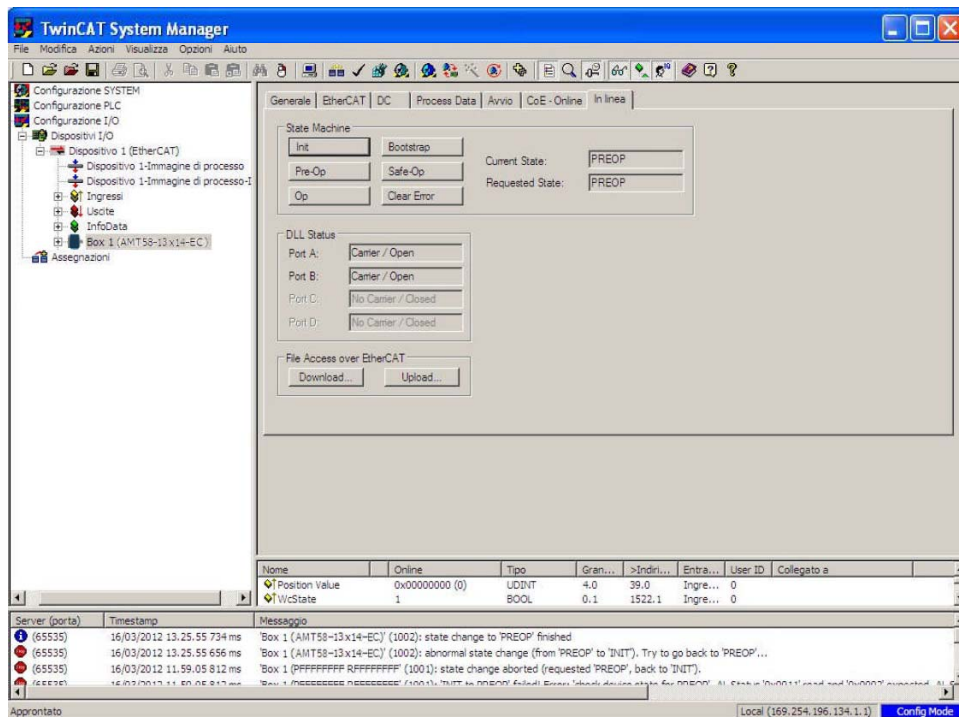 TwinCAT System Manager
File Modifica Azioni Visualizza Opzioni Aiuto
Configurazione SYSTEM
Configurazione PLC
Configurazione I/O
Dispositivi I/O
Dispositivo 1 (EtherCAT)
Dispositivo 1-Immagine di processo
Dispositivo 1-Immagine di processo-I
Ingressi
Uscite
InfoData
Box 1 (AMT58-13x14-EC)
Assegnazioni
Generale EtherCAT DC Process Data Avvio CoE - Online In linea
State Machine
Init Bootstrap
Pre-Op Safe-Op
Op Clear Error
Current State: PREOP
Requested State: PREOP
DLL Status
Port A: Carrier / Open
Port B: Carrier / Open
Port C: No Carrier / Closed
Port D: No Carrier / Closed
File Access over EtherCAT
Download... Upload...
Nome Online Tipo Gran... >Indiri... Entra... User ID Collegato a
Position Value 0x00000000 (0) UDINT 4.0 39.0 Ingre... 0
WcState 1 BOOL 0.1 1522.1 Ingre... 0
Server (porta) Timestamp Messaggio
(65535) 16/03/2012 13.25.55 734 ms 'Box 1 (AMT58-13x14-EC)' (1002): state change to 'PREOP' finished
(65535) 16/03/2012 13.25.55 656 ms 'Box 1 (AMT58-13x14-EC)' (1002): abnormal state change (from 'PREOP' to 'INIT'). Try to go back to 'PREOP'...
(65535) 16/03/2012 11.59.05 812 ms 'Box 1 (PFFFFFFFF RFFFFFFFF' (1001): state change aborted (requested 'PREOP', back to 'INIT').
Approntato Local (169.254.196.134.1.1) Config Mode